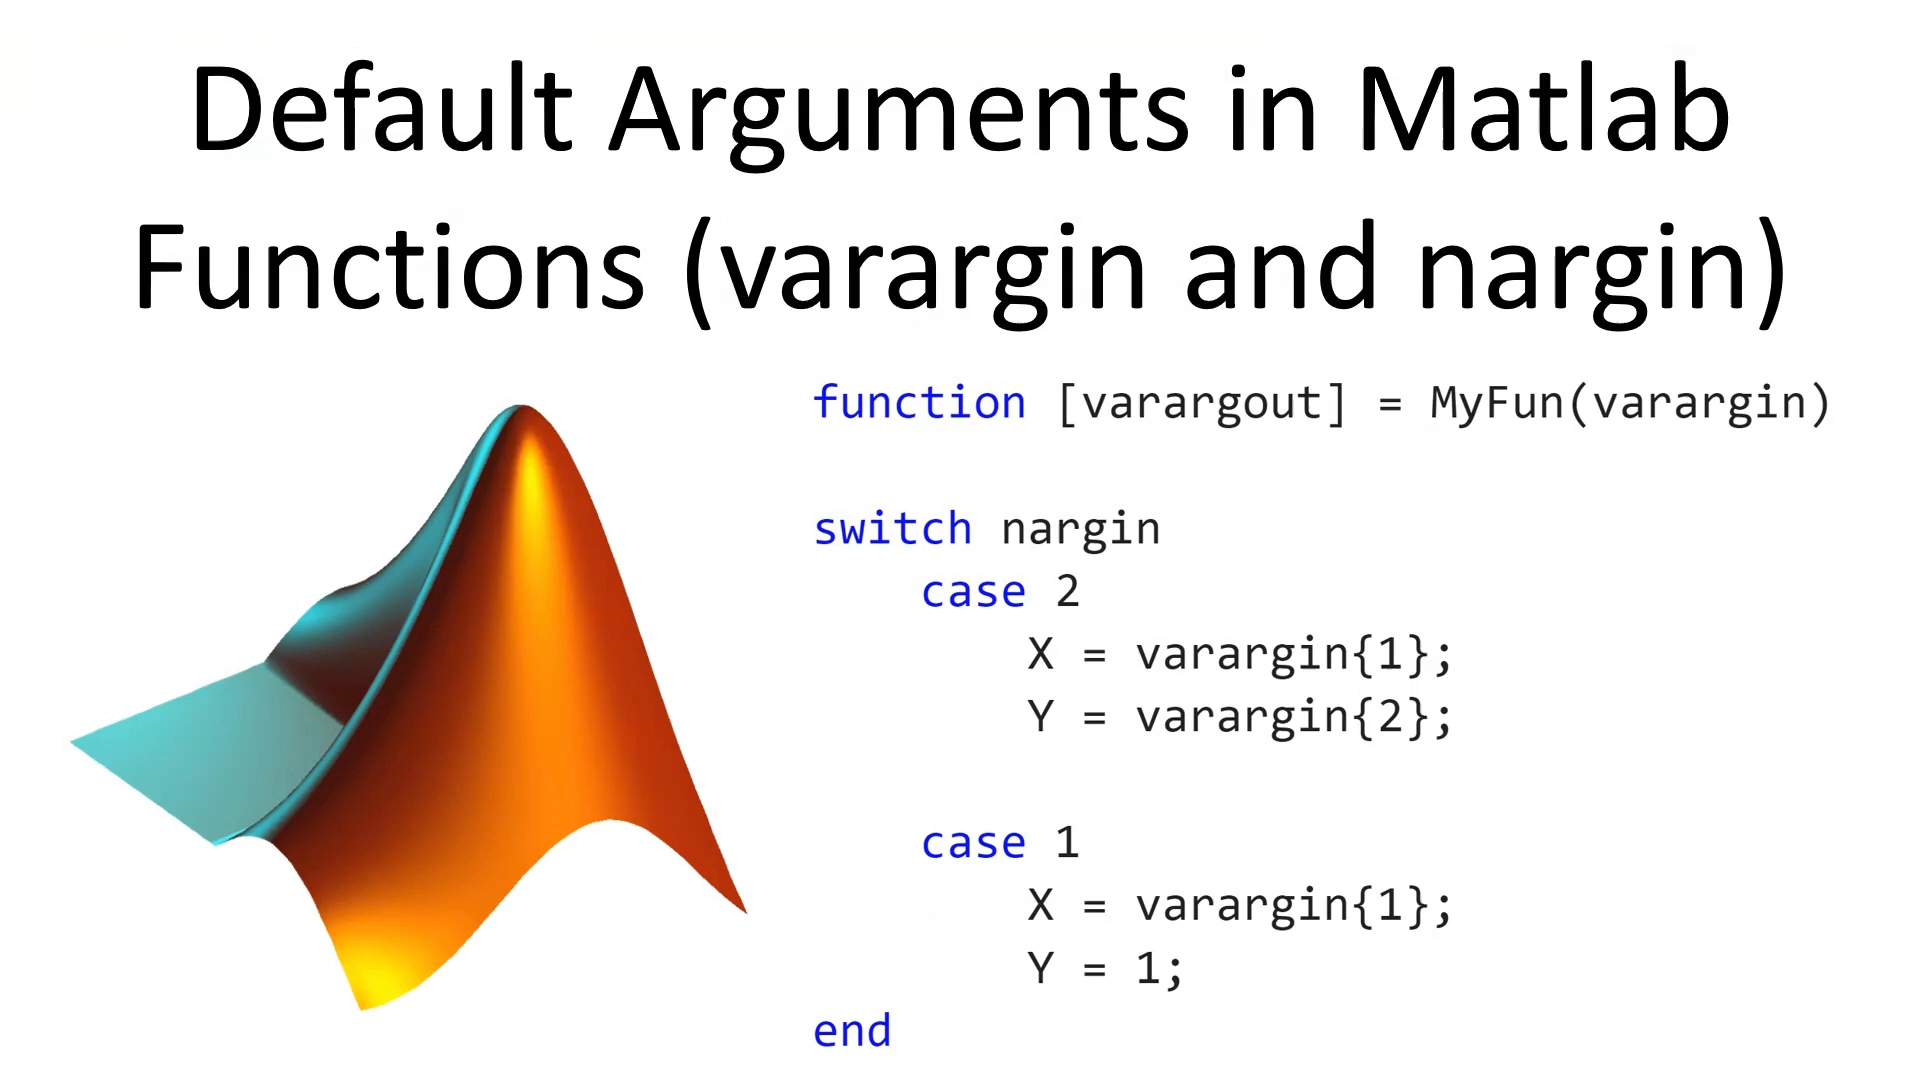 Default Arguments in Matlab
Functions (varargin and nargin)
function [varargout] = MyFun(varargin)
switch nargin
case 2
X = varargin{1};
Y = varargin{2};
case 1
X = varargin{1};
Y = 1;
end